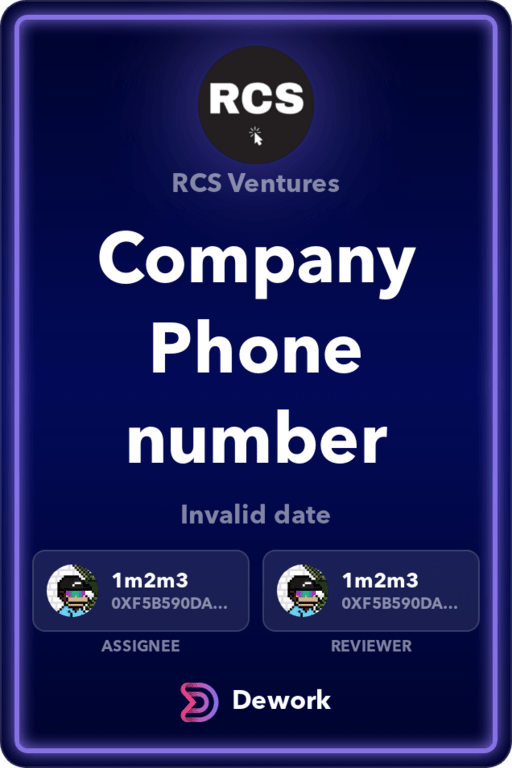 RCS
RCS Ventures
Company
Phone
number
Invalid date
1m2m3
0XF5B590DA...
1m2m3
0XF5B590DA...
ASSIGNEE
REVIEWER
Dework